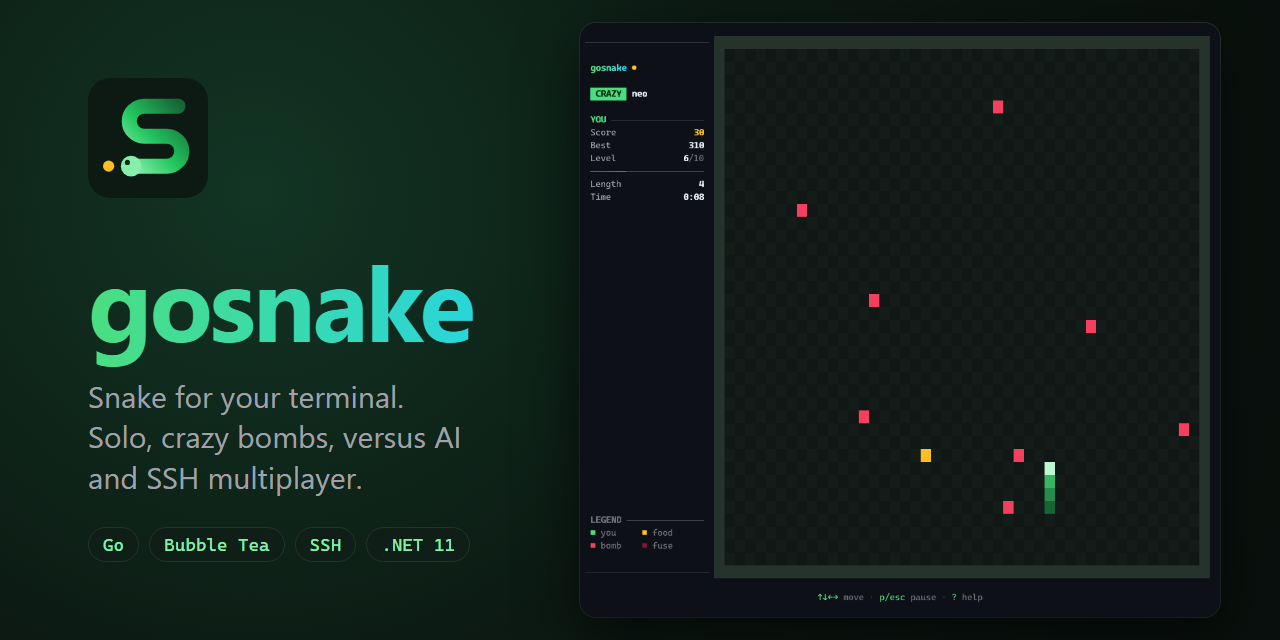 gosnake
Snake for your terminal.
Solo, crazy bombs, versus AI
and SSH multiplayer.
Go
Bubble Tea
SSH
.NET 11
gosnake
CRAZY neo
YOU
Score 30
Best 310
Level 6/10
Length 4
Time 0:08
LEGEND
you food
bomb fuse
↑↓←→ move · p/esc pause · ? help